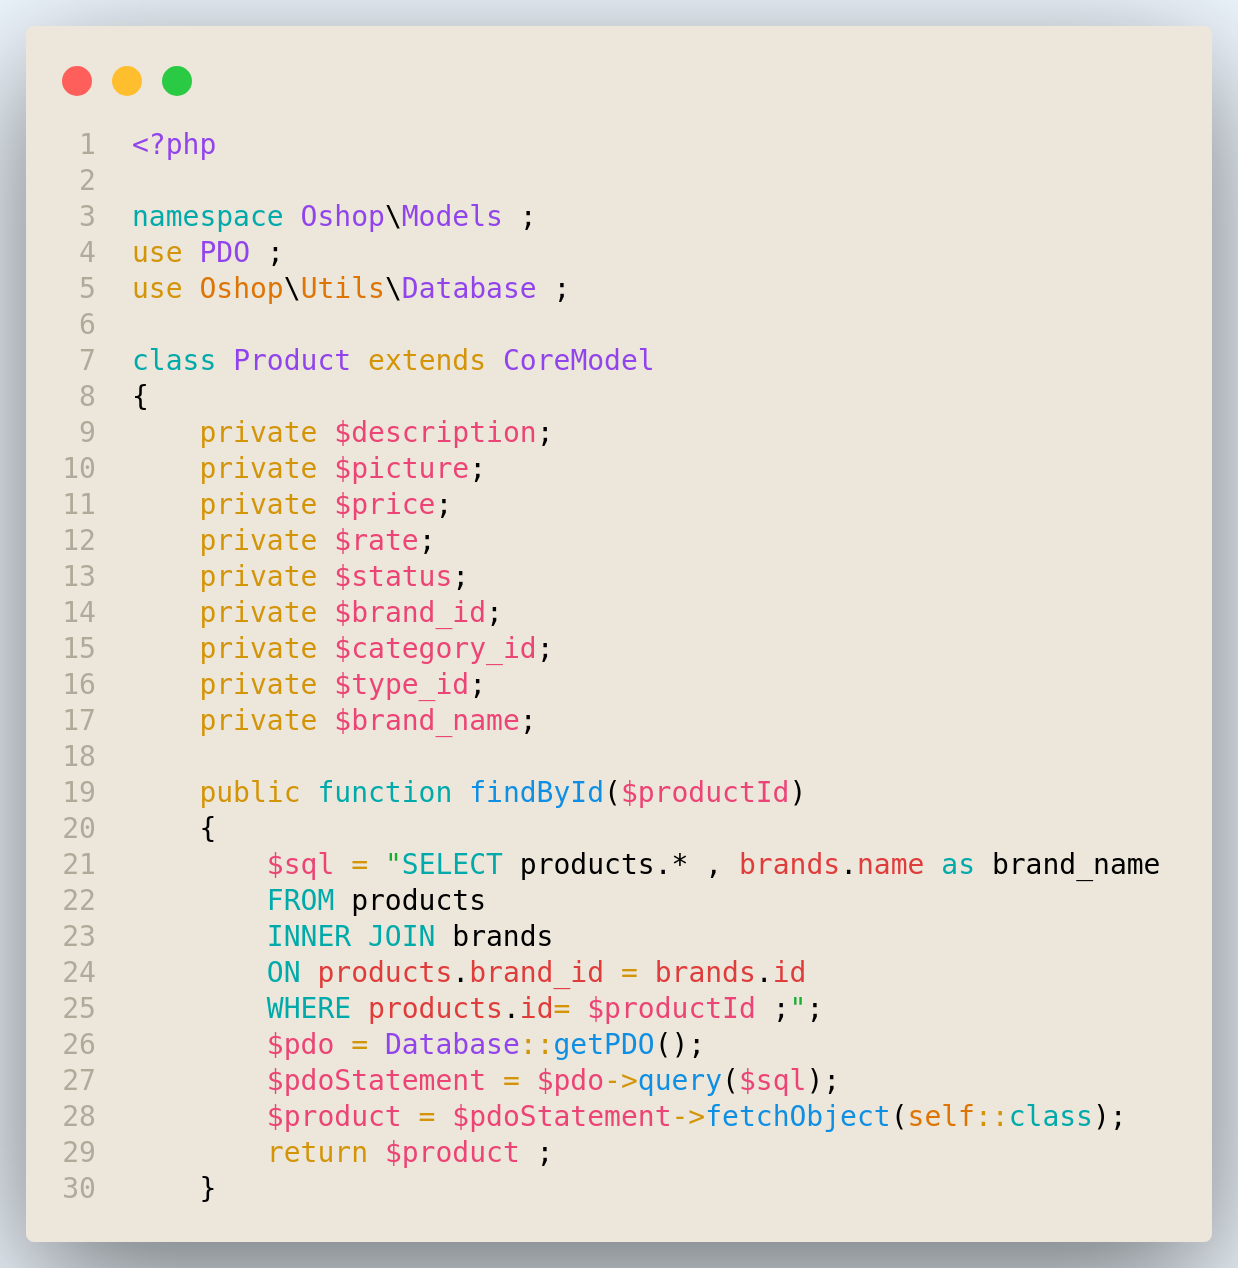 1 <?php
2
3 namespace Oshop\Models ;
4 use PDO ;
5 use Oshop\Utils\Database ;
6
7 class Product extends CoreModel
8 {
9     private $description;
10     private $picture;
11     private $price;
12     private $rate;
13     private $status;
14     private $brand_id;
15     private $category_id;
16     private $type_id;
17     private $brand_name;
18
19     public function findById($productId)
20     {
21         $sql = "SELECT products.* , brands.name as brand_name
22         FROM products
23         INNER JOIN brands
24         ON products.brand_id = brands.id
25         WHERE products.id= $productId ;";
26         $pdo = Database::getPDO();
27         $pdoStatement = $pdo->query($sql);
28         $product = $pdoStatement->fetchObject(self::class);
29         return $product ;
30     }